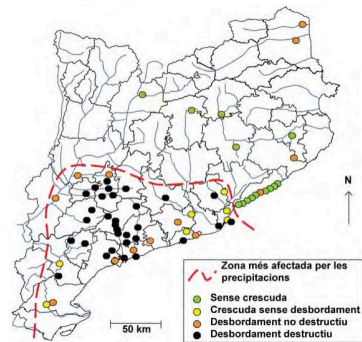 N
50 km
Zona més afectada per les
precipitacions
Sense crescuda
Crescuda sense desbordament
Desbordament no destructiu
Desbordament destructiu